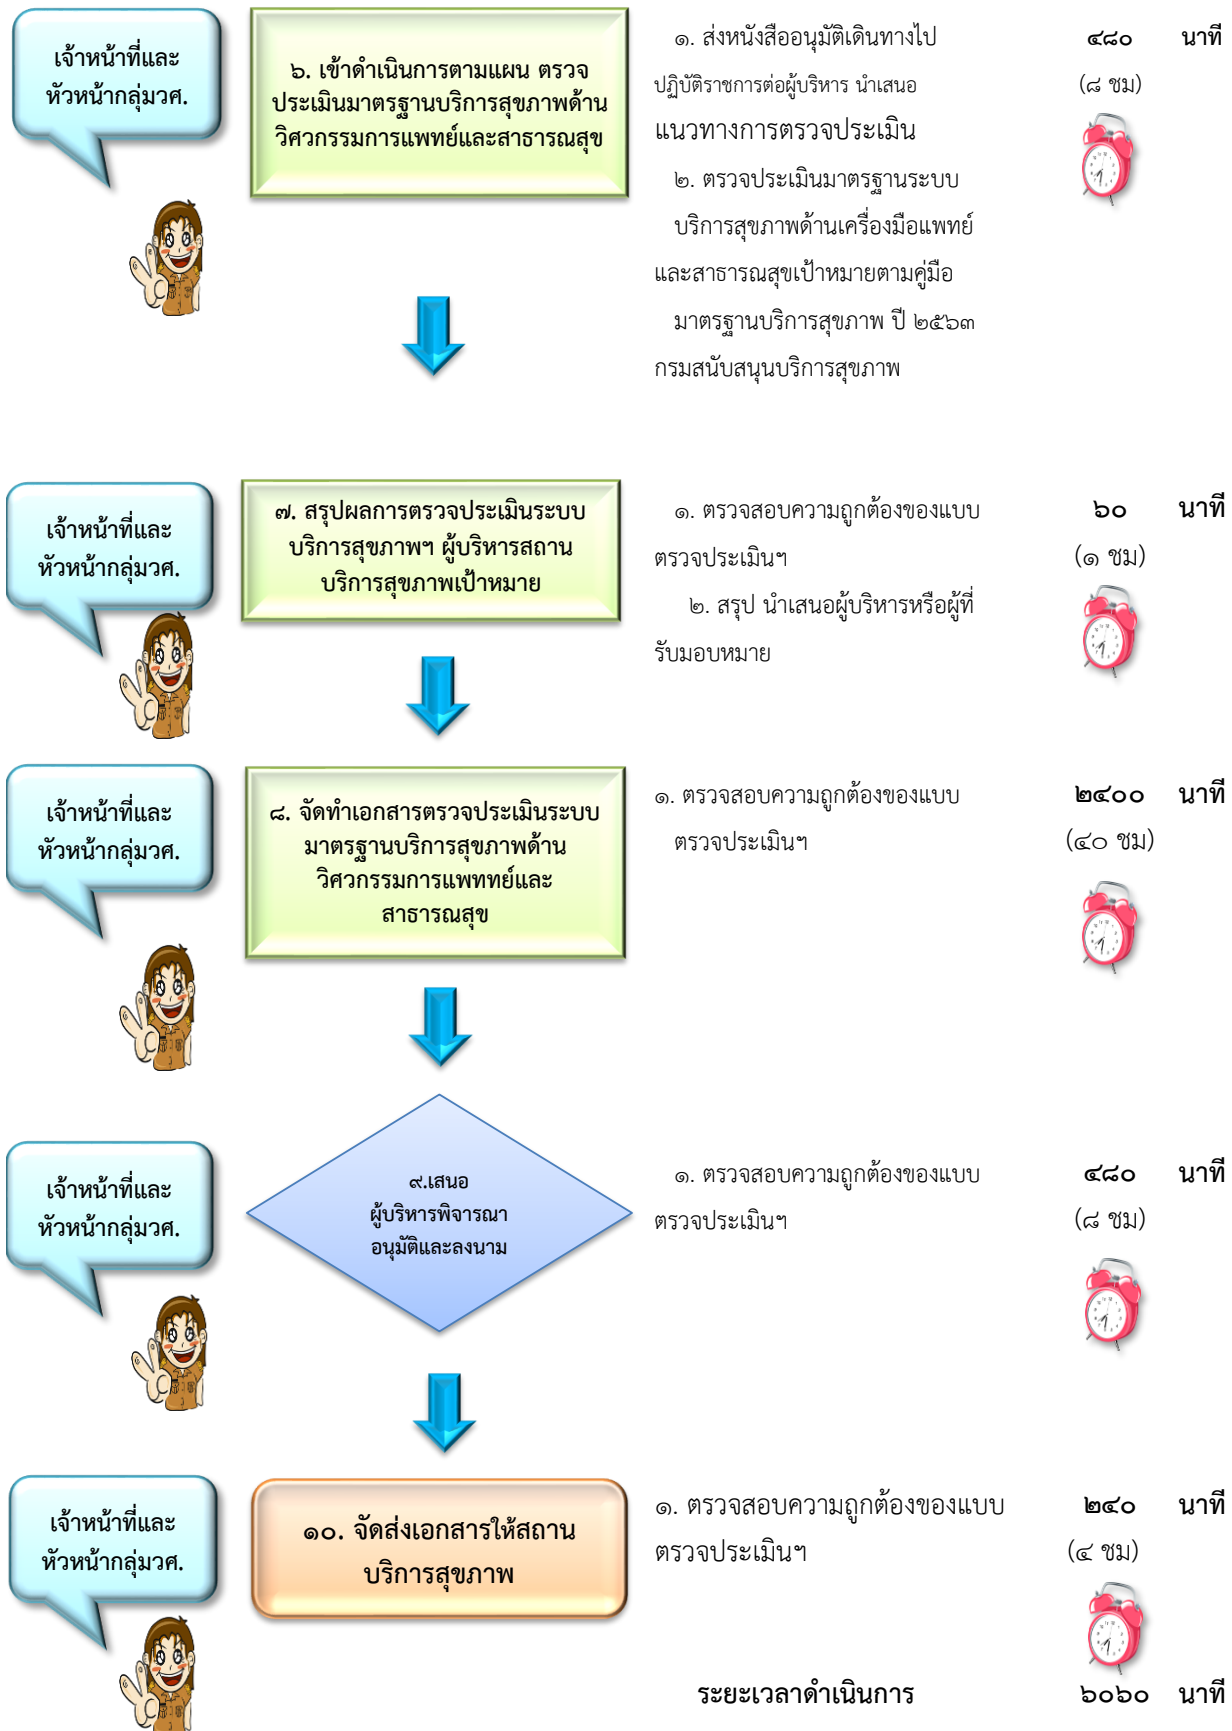 เจ้าหน้าที่และ
หัวหน้ากลุ่มวศ.
๖. เข้าดำเนินการตามแผน ตรวจ
ประเมินมาตรฐานบริการสุขภาพด้าน
วิศวกรรมการแพทย์และสาธารณสุข
๑. ส่งหนังสืออนุมัติเดินทางไป
ปฏิบัติราชการต่อผู้บริหาร นำเสนอ
แนวทางการตรวจประเมิน
๒. ตรวจประเมินมาตรฐานระบบ
บริการสุขภาพด้านเครื่องมือแพทย์
และสาธารณสุขเป้าหมายตามคู่มือ
มาตรฐานบริการสุขภาพ ปี ๒๕๖๓
กรมสนับสนุนบริการสุขภาพ
๔๘๐ นาที
(๘ ชม)
เจ้าหน้าที่และ
หัวหน้ากลุ่มวศ.
๗. สรุปผลการตรวจประเมินระบบ
บริการสุขภาพฯ ผู้บริหารสถาน
บริการสุขภาพเป้าหมาย
๑. ตรวจสอบความถูกต้องของแบบ
ตรวจประเมินฯ
๒. สรุป นำเสนอผู้บริหารหรือผู้ที่
รับมอบหมาย
๖๐ นาที
(๑ ชม)
เจ้าหน้าที่และ
หัวหน้ากลุ่มวศ.
๘. จัดทำเอกสารตรวจประเมินระบบ
มาตรฐานบริการสุขภาพด้าน
วิศวกรรมการแพททย์และ
สาธารณสุข
๑. ตรวจสอบความถูกต้องของแบบ
ตรวจประเมินฯ
๒๔๐๐ นาที
(๔๐ ชม)
เจ้าหน้าที่และ
หัวหน้ากลุ่มวศ.
๙.เสนอ
ผู้บริหารพิจารณา
อนุมัติและลงนาม
๑. ตรวจสอบความถูกต้องของแบบ
ตรวจประเมินฯ
๔๘๐ นาที
(๘ ชม)
เจ้าหน้าที่และ
หัวหน้ากลุ่มวศ.
๑๐. จัดส่งเอกสารให้สถาน
บริการสุขภาพ
๑. ตรวจสอบความถูกต้องของแบบ
ตรวจประเมินฯ
๒๔๐ นาที
(๔ ชม)
ระยะเวลาดำเนินการ ๖๐๖๐ นาที